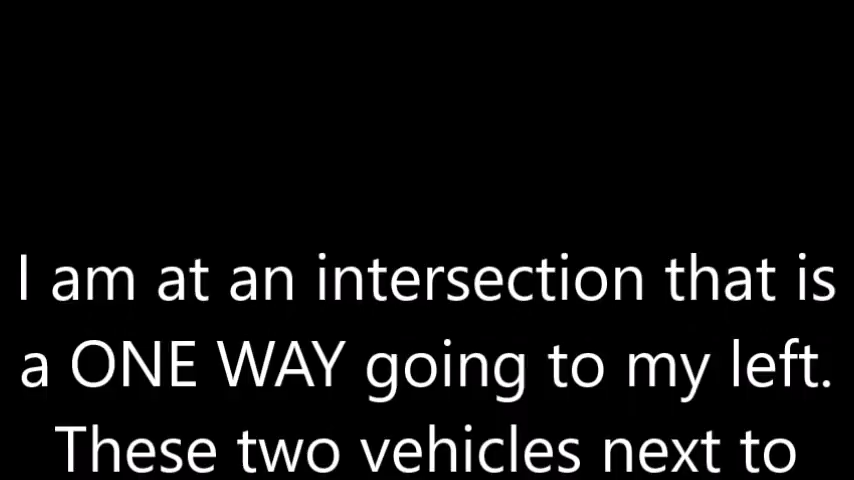 I am at an intersection that is
a ONE WAY going to my left.
These two vehicles next to